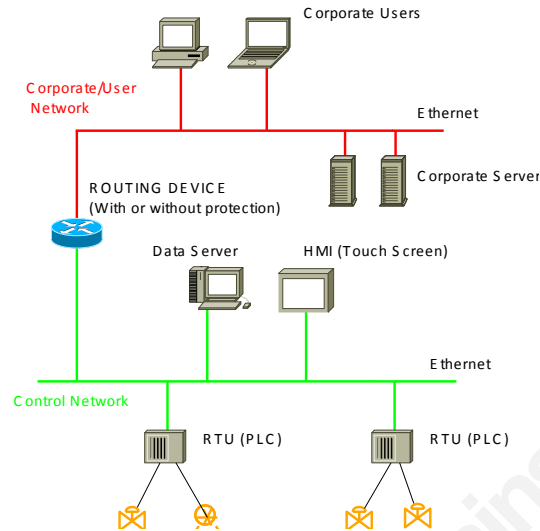 Corporate Users
Corporate/User
Network
Ethernet
Corporate Server
ROUTING DEVICE
(With or without protection)
Data Server
HMI (Touch Screen)
Ethernet
Control Network
RTU (PLC)
RTU (PLC)